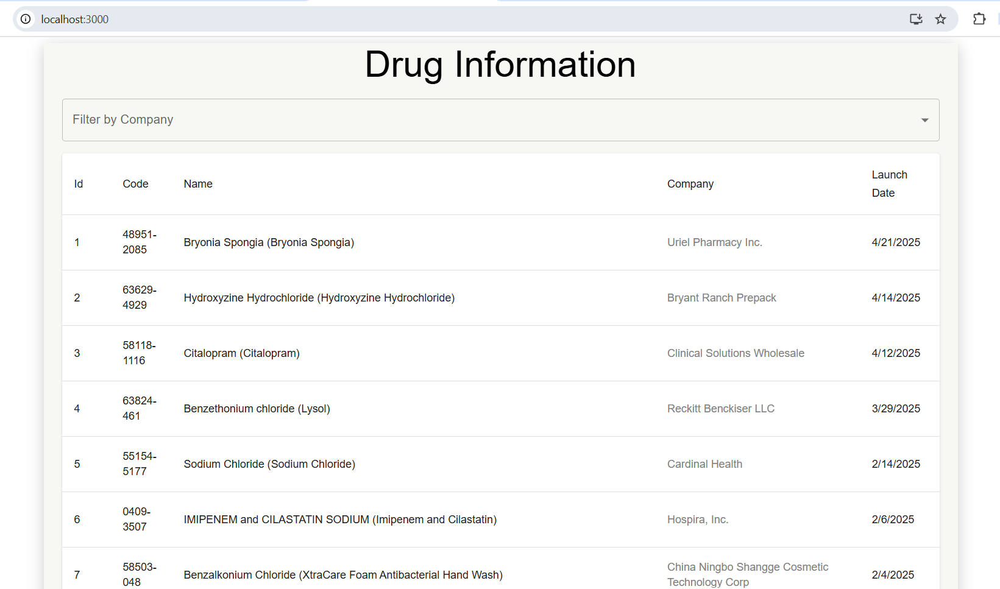 localhost:3000
Drug Information
Filter by Company
Id Code Name Company Launch Date
1 48951-2085 Bryonia Spongia (Bryonia Spongia) Uriel Pharmacy Inc. 4/21/2025
2 63629-4929 Hydroxyzine Hydrochloride (Hydroxyzine Hydrochloride) Bryant Ranch Prepack 4/14/2025
3 58118-1116 Citalopram (Citalopram) Clinical Solutions Wholesale 4/12/2025
4 63824-461 Benzethonium chloride (Lysol) Reckitt Benckiser LLC 3/29/2025
5 55154-5177 Sodium Chloride (Sodium Chloride) Cardinal Health 2/14/2025
6 0409-3507 IMIPENEM and CILASTATIN SODIUM (Imipenem and Cilastatin) Hospira, Inc. 2/6/2025
7 58503-048 Benzalkonium Chloride (XtraCare Foam Antibacterial Hand Wash) China Ningbo Shangge Cosmetic Technology Corp 2/4/2025